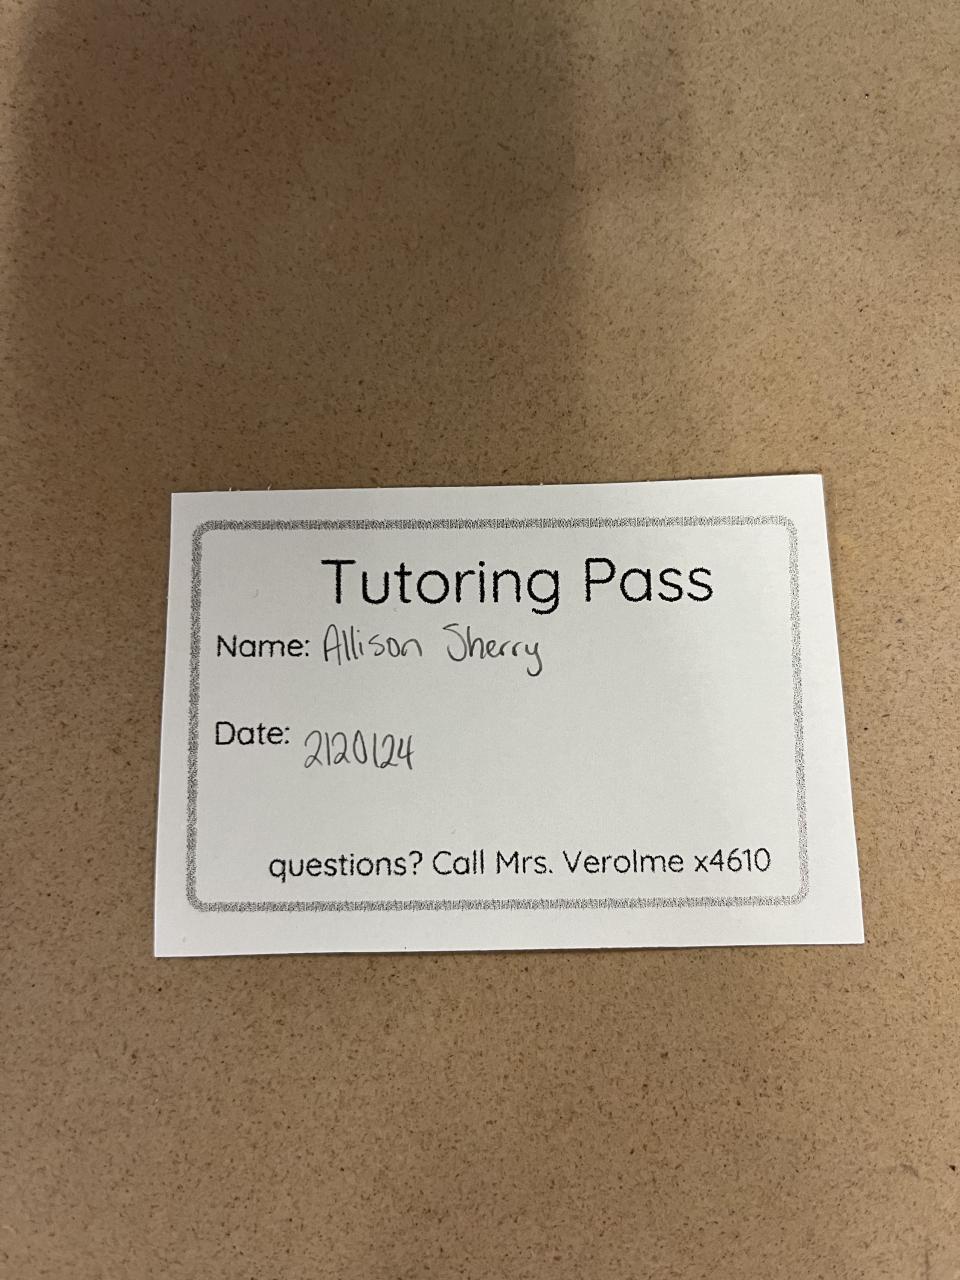 Tutoring Pass
Name: Allison Sherry
Date: 2/20/24
questions? Call Mrs. Verolme x4610